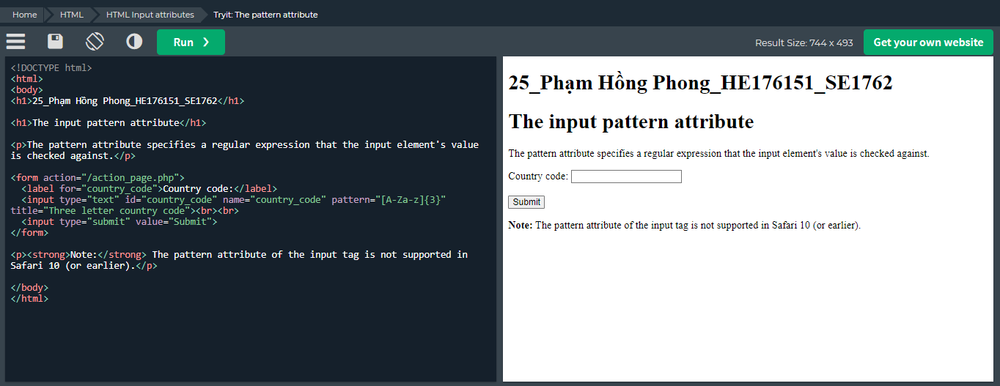 Home HTML HTML Input attributes Tryit: The pattern attribute
Run ❯
Result Size: 744 x 493
Get your own website
<!DOCTYPE html>
<html>
<body>
<h1>25_Phạm Hồng Phong_HE176151_SE1762</h1>
<h1>The input pattern attribute</h1>
<p>The pattern attribute specifies a regular expression that the input element's value
is checked against.</p>
<form action="/action_page.php">
<label for="country_code">Country code:</label>
<input type="text" id="country_code" name="country_code" pattern="[A-Za-z]{3}"
title="Three letter country code"><br><br>
<input type="submit" value="Submit">
</form>
<p><strong>Note:</strong> The pattern attribute of the input tag is not supported in
Safari 10 (or earlier).</p>
</body>
</html>
25_Phạm Hồng Phong_HE176151_SE1762
The input pattern attribute
The pattern attribute specifies a regular expression that the input element's value is checked against.
Country code:
Submit
Note: The pattern attribute of the input tag is not supported in Safari 10 (or earlier).